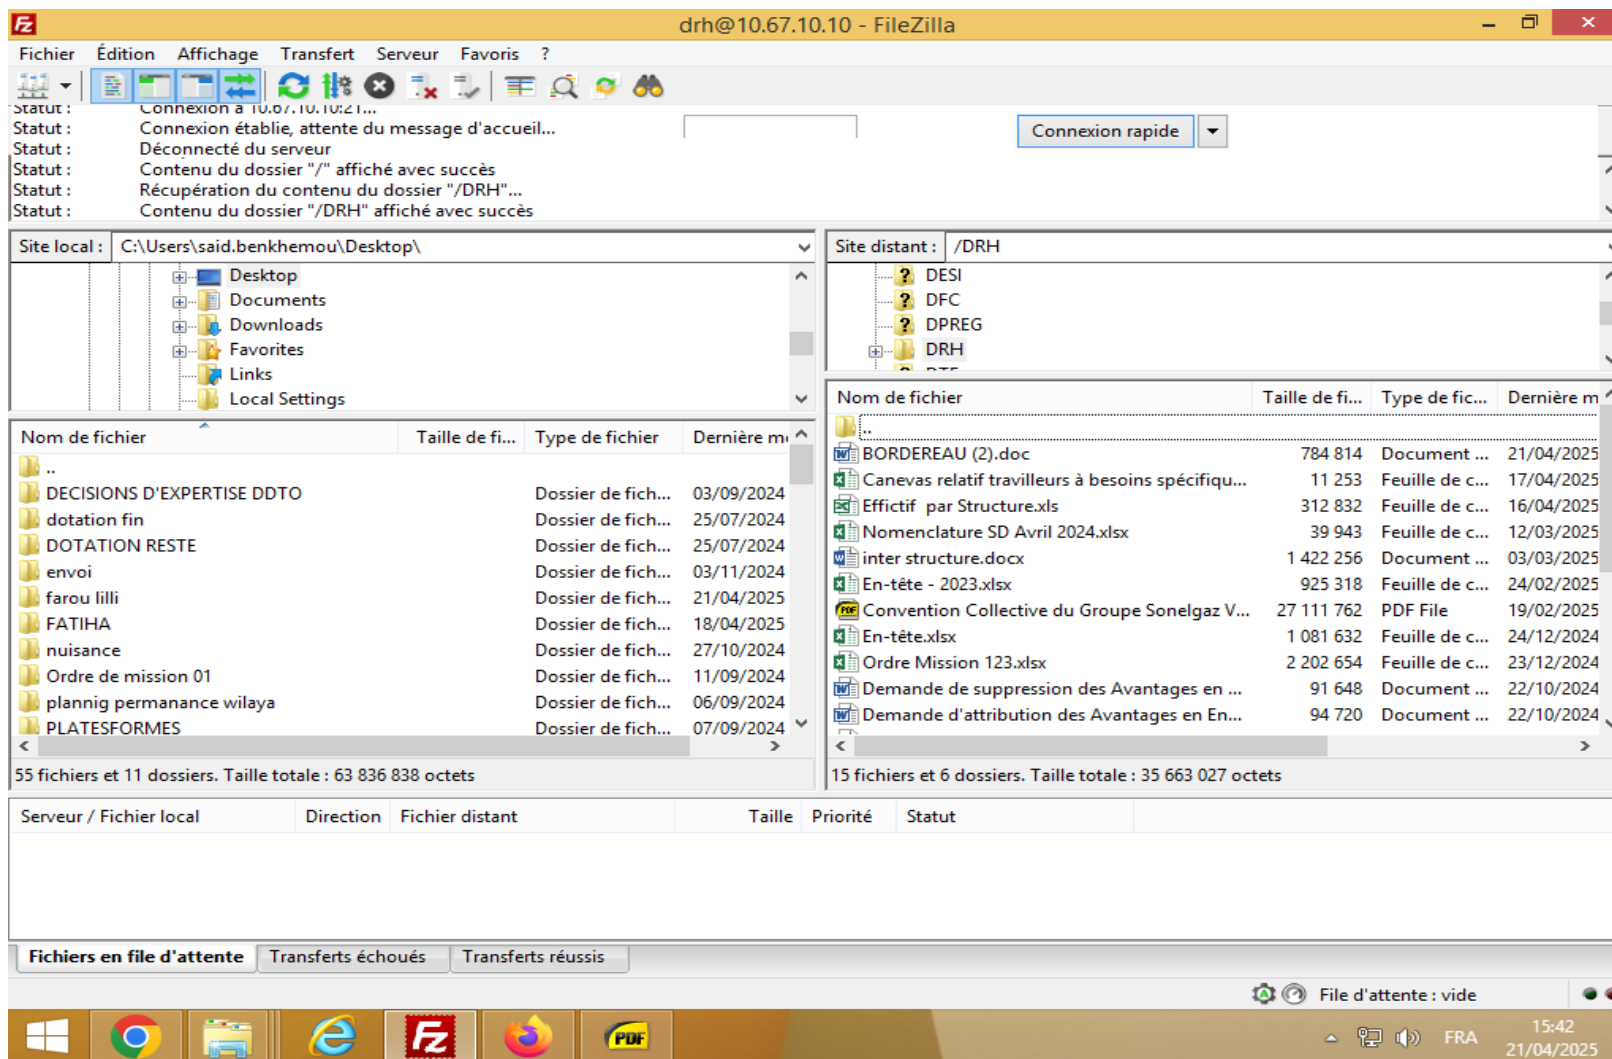 drh@10.67.10.10 - FileZilla
Fichier Édition Affichage Transfert Serveur Favoris ?
Statut : Connexion à 10.67.10.10:21...
Statut : Connexion établie, attente du message d'accueil...
Connexion rapide
Statut : Déconnecté du serveur
Statut : Contenu du dossier "/" affiché avec succès
Statut : Récupération du contenu du dossier "/DRH"...
Statut : Contenu du dossier "/DRH" affiché avec succès
Site local : C:\Users\said.benkhemou\Desktop\
Desktop
Documents
Downloads
Favorites
Links
Local Settings
Nom de fichier Taille de fi... Type de fichier Dernière m
..
DECISIONS D'EXPERTISE DDTO Dossier de fich... 03/09/2024
dotation fin Dossier de fich... 25/07/2024
DOTATION RESTE Dossier de fich... 25/07/2024
envoi Dossier de fich... 03/11/2024
farou lilli Dossier de fich... 21/04/2025
FATIHA Dossier de fich... 18/04/2025
nuisance Dossier de fich... 27/10/2024
Ordre de mission 01 Dossier de fich... 11/09/2024
plannig permanance wilaya Dossier de fich... 06/09/2024
PLATESFORMES Dossier de fich... 07/09/2024
55 fichiers et 11 dossiers. Taille totale : 63 836 838 octets
Site distant : /DRH
DESI
DFC
DPREG
DRH
Nom de fichier Taille de fi... Type de fic... Dernière m
..
BORDEREAU (2).doc 784 814 Document ... 21/04/2025
Canevas relatif travilleurs à besoins spécifiqu... 11 253 Feuille de c... 17/04/2025
Effictif par Structure.xls 312 832 Feuille de c... 16/04/2025
Nomenclature SD Avril 2024.xlsx 39 943 Feuille de c... 12/03/2025
inter structure.docx 1 422 256 Document ... 03/03/2025
En-tête - 2023.xlsx 925 318 Feuille de c... 24/02/2025
Convention Collective du Groupe Sonelgaz V... 27 111 762 PDF File 19/02/2025
En-tête.xlsx 1 081 632 Feuille de c... 24/12/2024
Ordre Mission 123.xlsx 2 202 654 Feuille de c... 23/12/2024
Demande de suppression des Avantages en ... 91 648 Document ... 22/10/2024
Demande d'attribution des Avantages en En... 94 720 Document ... 22/10/2024
15 fichiers et 6 dossiers. Taille totale : 35 663 027 octets
Serveur / Fichier local Direction Fichier distant Taille Priorité Statut
Fichiers en file d'attente Transferts échoués Transferts réussis
File d'attente : vide
PDF
FRA
15:42
21/04/2025